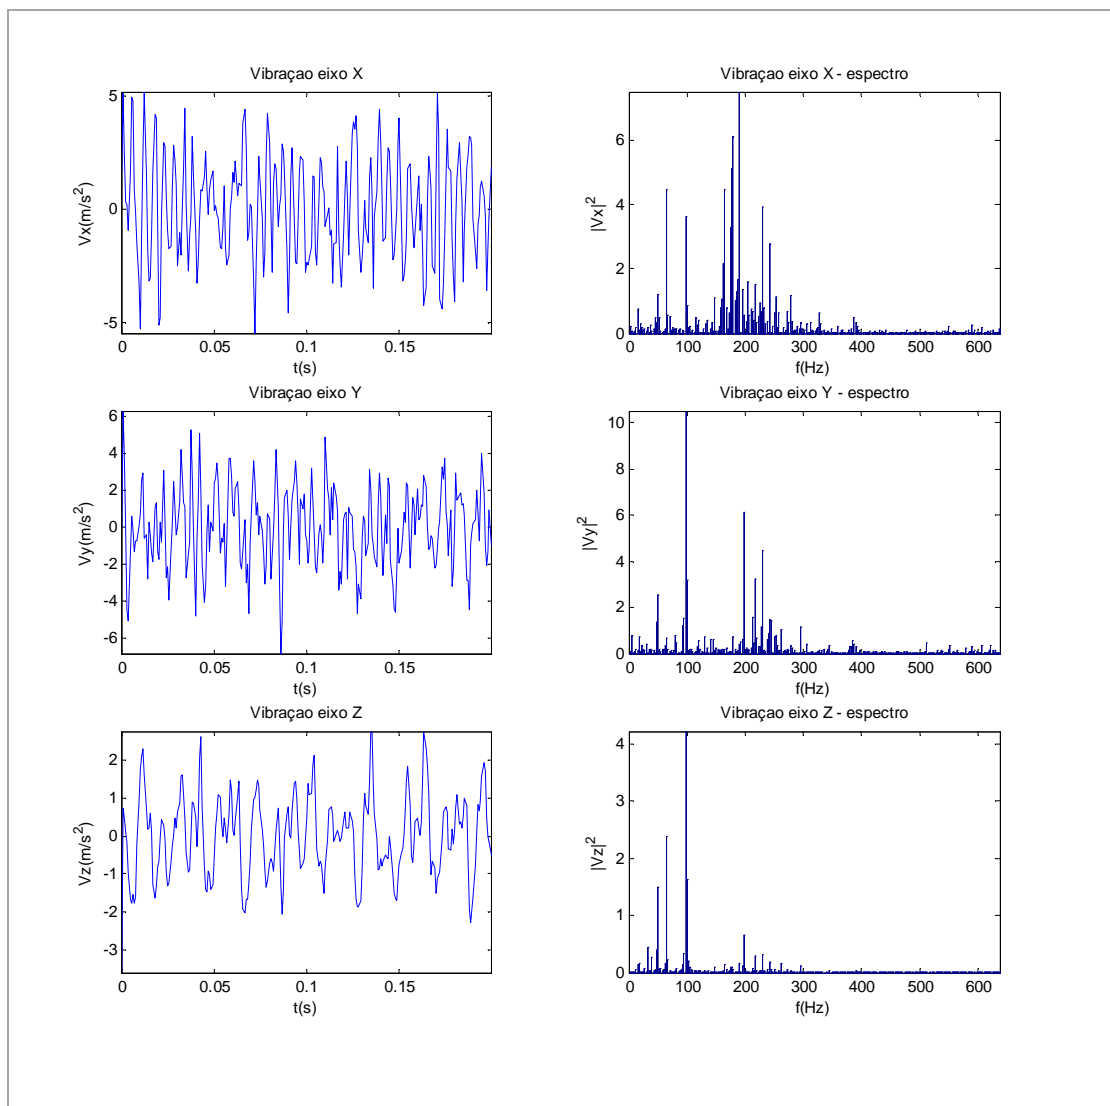 Vibraçao eixo X
Vx(m/s²)
5
0
-5
0 0.05 0.1 0.15
t(s)
Vibraçao eixo X - espectro
|Vx|²
6
4
2
0
0 100 200 300 400 500 600
f(Hz)
Vibraçao eixo Y
Vy(m/s²)
6
4
2
0
-2
-4
-6
0 0.05 0.1 0.15
t(s)
Vibraçao eixo Y - espectro
|Vy|²
10
8
6
4
2
0
0 100 200 300 400 500 600
f(Hz)
Vibraçao eixo Z
Vz(m/s²)
2
1
0
-1
-2
-3
0 0.05 0.1 0.15
t(s)
Vibraçao eixo Z - espectro
|Vz|²
4
3
2
1
0
0 100 200 300 400 500 600
f(Hz)